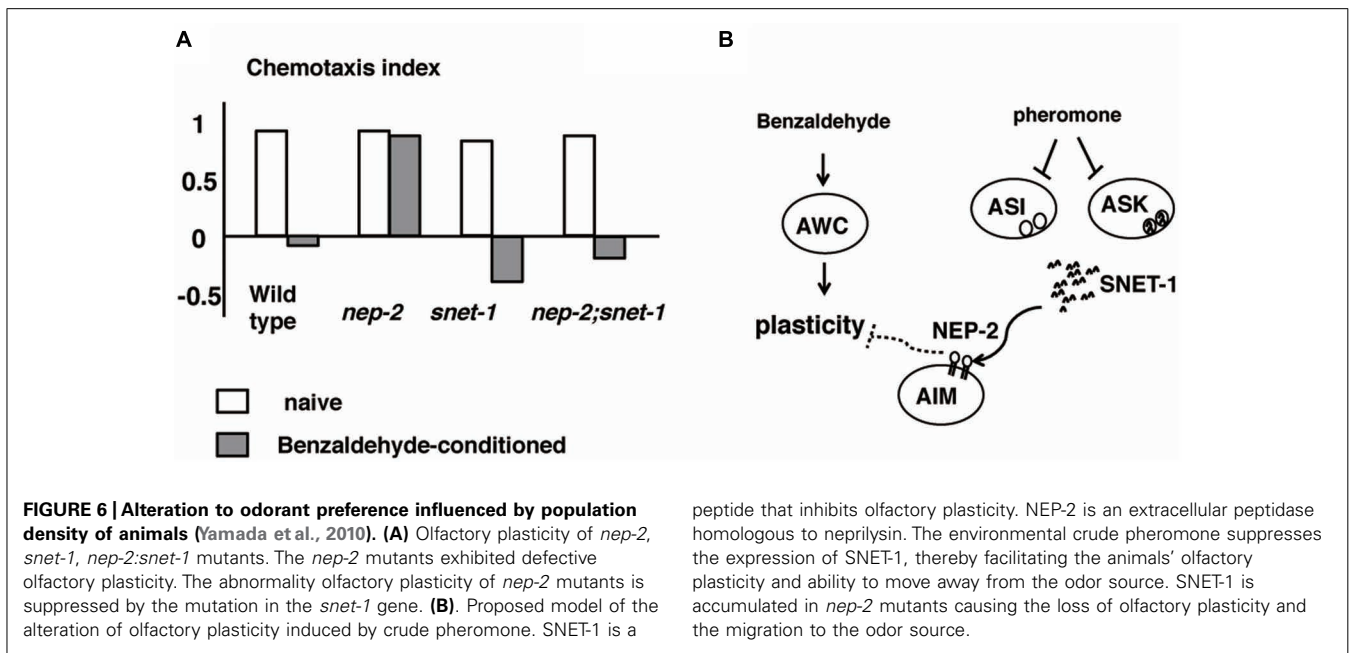 A
Chemotaxis index
1
0.5
0
-0.5
Wild
type
nep-2
snet-1
nep-2;snet-1
naive
Benzaldehyde-conditioned
B
Benzaldehyde
pheromone
AWC
ASI
ASK
SNET-1
plasticity
NEP-2
AIM
FIGURE 6 | Alteration to odorant preference influenced by population
density of animals (Yamada et al., 2010). (A) Olfactory plasticity of nep-2,
snet-1, nep-2:snet-1 mutants. The nep-2 mutants exhibited defective
olfactory plasticity. The abnormality olfactory plasticity of nep-2 mutants is
suppressed by the mutation in the snet-1 gene. (B). Proposed model of the
alteration of olfactory plasticity induced by crude pheromone. SNET-1 is a
peptide that inhibits olfactory plasticity. NEP-2 is an extracellular peptidase
homologous to neprilysin. The environmental crude pheromone suppresses
the expression of SNET-1, thereby facilitating the animals' olfactory
plasticity and ability to move away from the odor source. SNET-1 is
accumulated in nep-2 mutants causing the loss of olfactory plasticity and
the migration to the odor source.